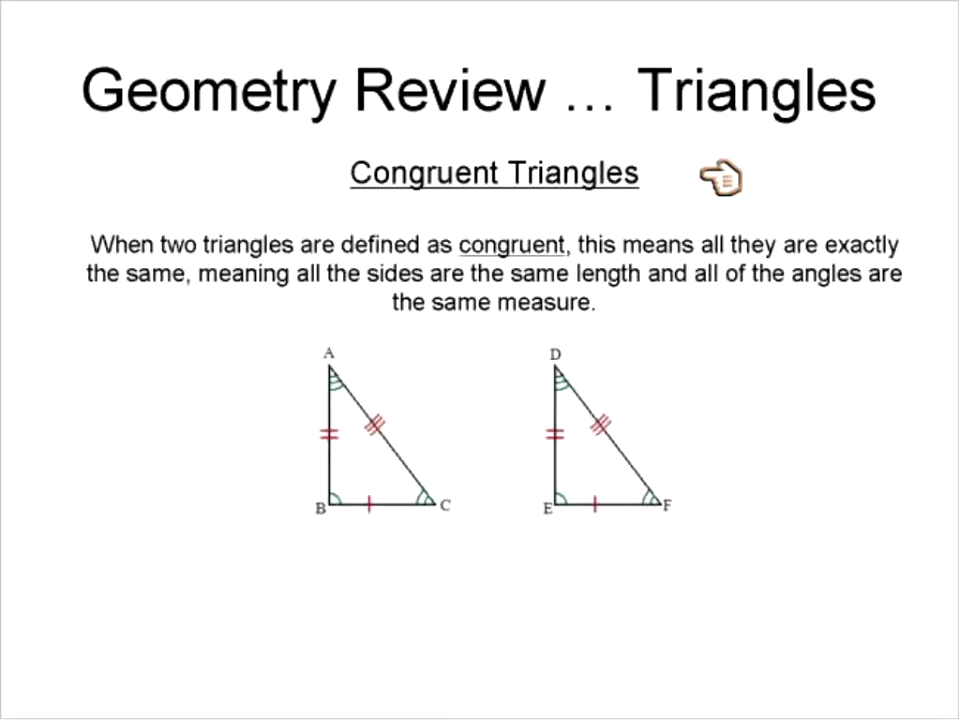 Geometry Review … Triangles
Congruent Triangles
When two triangles are defined as congruent, this means all they are exactly
the same, meaning all the sides are the same length and all of the angles are
the same measure.
A
D
B
C
E
F